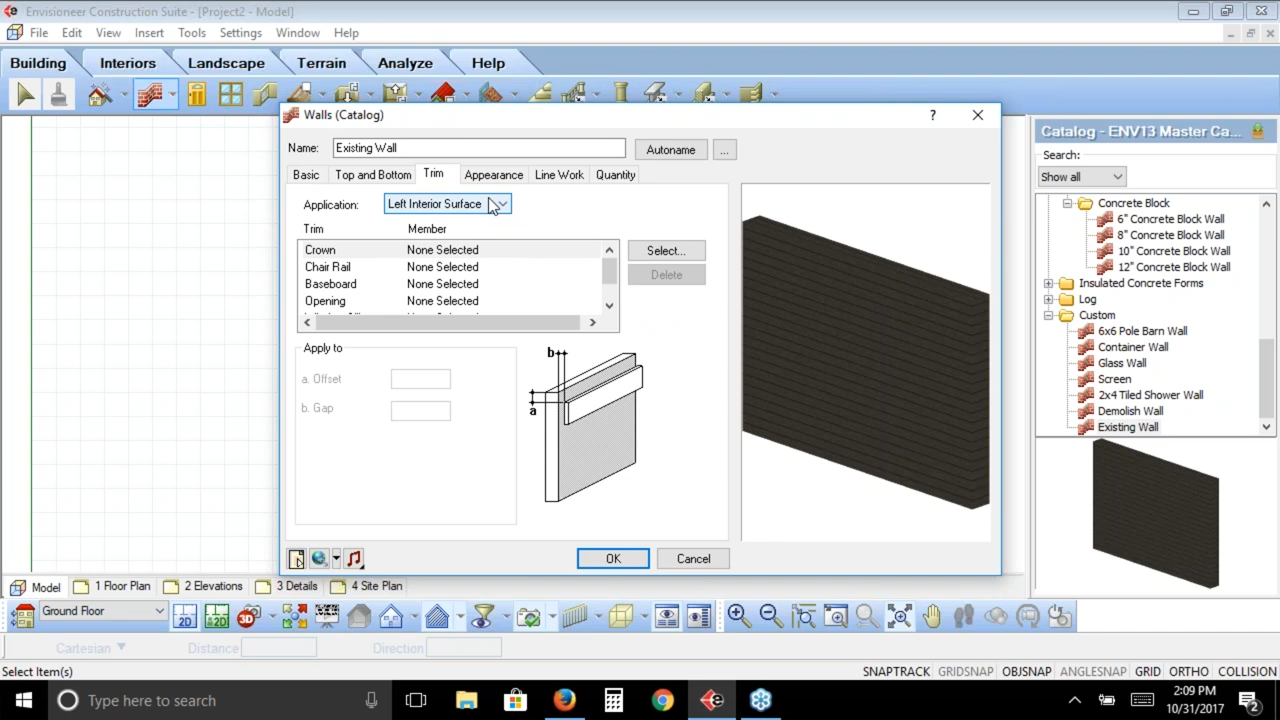 Envisioneer Construction Suite - [Project2 - Model]
File Edit View Insert Tools Settings Window Help
Building Interiors Landscape Terrain Analyze Help
Walls (Catalog)
Name: Existing Wall Autoname ...
Basic Top and Bottom Trim Appearance Line Work Quantity
Application: Left Interior Surface
Trim Member
Crown None Selected
Chair Rail None Selected
Baseboard None Selected
Opening None Selected
Select...
Delete
Apply to
a. Offset
b. Gap
b
a
OK Cancel
Catalog - ENV13 Master Ca...
Search:
Show all
Concrete Block
6" Concrete Block Wall
8" Concrete Block Wall
10" Concrete Block Wall
12" Concrete Block Wall
Insulated Concrete Forms
Log
Custom
6x6 Pole Barn Wall
Container Wall
Glass Wall
Screen
2x4 Tiled Shower Wall
Demolish Wall
Existing Wall
Model 1 Floor Plan 2 Elevations 3 Details 4 Site Plan
Ground Floor 2D 2D 3D
Cartesian Distance Direction
Select Item(s) SNAPTRACK GRIDSNAP OBJSNAP ANGLESNAP GRID ORTHO COLLISION
Type here to search
2:09 PM
10/31/2017
2